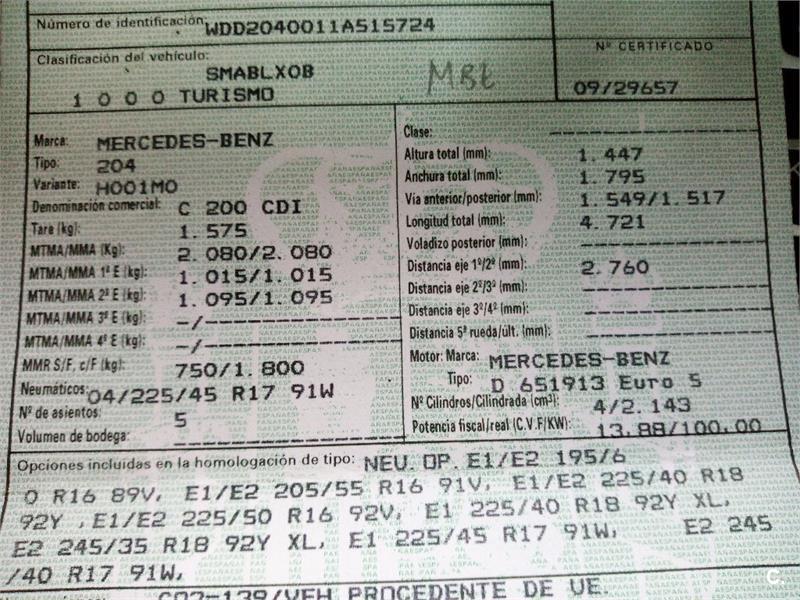 Número de identificación: WDD2040011A515724
Clasificación del vehículo:
SMABLXOB
1 0 0 0 TURISMO
MBE
Nº CERTIFICADO
09/29657
Marca: MERCEDES-BENZ
Tipo: 204
Variante: H001M0
Denominación comercial: C 200 CDI
Tara (kg): 1.575
MTMA/MMA (Kg): 2.080/2.080
MTMA/MMA 1º E (kg): 1.015/1.015
MTMA/MMA 2º E (kg): 1.095/1.095
MTMA/MMA 3º E (kg): -/-----------
MTMA/MMA 4º E (kg): -/-----------
MMR S/F, c/F (kg): 750/1.800
Neumáticos: 04/225/45 R17 91W
Nº de asientos: 5
Volumen de bodega: --------------
Clase: --------------
Altura total (mm): 1.447
Anchura total (mm): 1.795
Vía anterior/posterior (mm): 1.549/1.517
Longitud total (mm): 4.721
Voladizo posterior (mm): --------------
Distancia eje 1º/2º (mm): 2.760
Distancia eje 2º/3º (mm): --------------
Distancia eje 3º/4º (mm): --------------
Distancia 5ª rueda/últ. (mm): --------------
Motor: Marca: MERCEDES-BENZ
Tipo: D 651913 Euro 5
Nº Cilindros/Cilindrada (cm³): 4/2.143
Potencia fiscal/real (C.V.F/KW): 13.88/100.00
Opciones incluidas en la homologación de tipo: NEU. OP. E1/E2 195/6
0 R16 89V, E1/E2 205/55 R16 91V, E1/E2 225/40 R18
92Y ,E1/E2 225/50 R16 92V, E1 225/40 R18 92Y XL,
E2 245/35 R18 92Y XL, E1 225/45 R17 91W, E2 245
/40 R17 91W,
CO2-139/VEH PROCEDENTE DE UE.